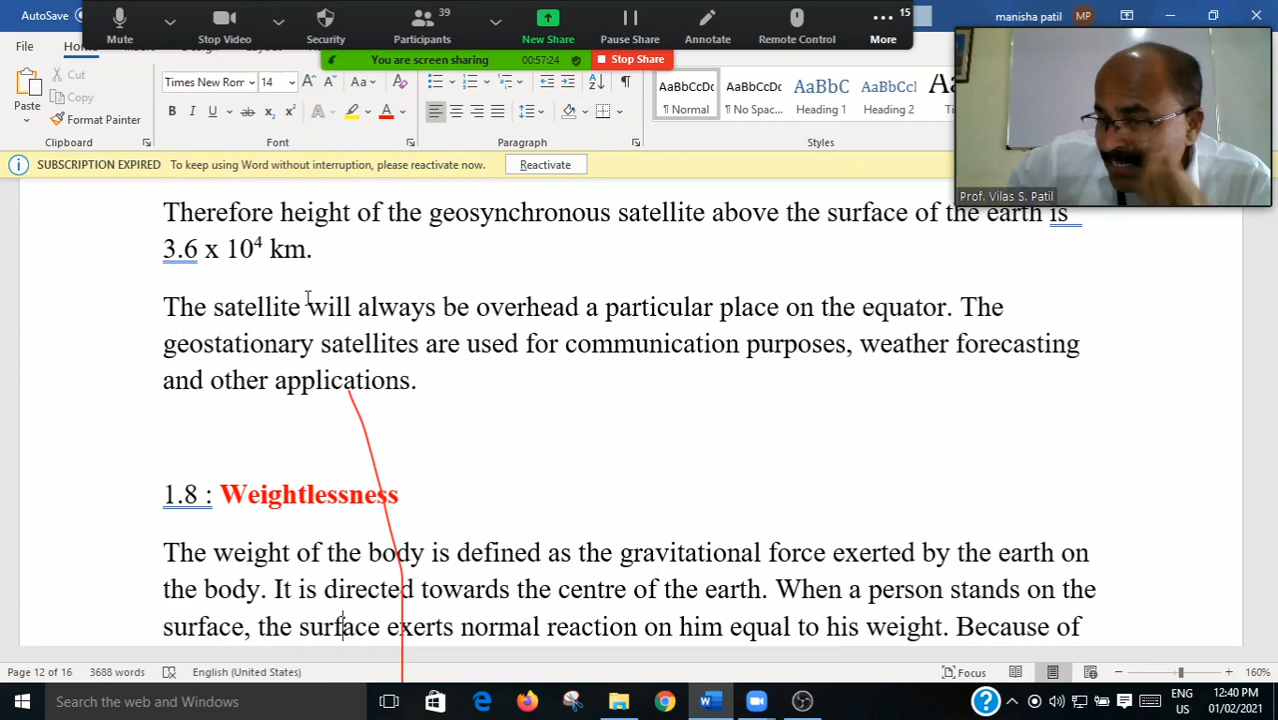 AutoSave
Mute
Stop Video
Security
39
Participants
New Share
Pause Share
Annotate
Remote Control
15
More
manisha patil MP
You are screen sharing 00:57:24 Stop Share
File Home
Paste
Cut
Copy
Format Painter
Times New Rom 14
Aa
B I U ab x2 x2 A A
AaBbCcDc AaBbCcDc AaBbC AaBbCcl
¶ Normal ¶ No Spac... Heading 1 Heading 2
Clipboard Font Paragraph Styles
SUBSCRIPTION EXPIRED To keep using Word without interruption, please reactivate now. Reactivate
Prof. Vilas S. Patil
Therefore height of the geosynchronous satellite above the surface of the earth is
3.6 x 10⁴ km.
The satellite will always be overhead a particular place on the equator. The
geostationary satellites are used for communication purposes, weather forecasting
and other applications.
1.8 : Weightlessness
The weight of the body is defined as the gravitational force exerted by the earth on
the body. It is directed towards the centre of the earth. When a person stands on the
surface, the surface exerts normal reaction on him equal to his weight. Because of
Page 12 of 16 3688 words English (United States) Focus 160%
Search the web and Windows
ENG 12:40 PM
US 01/02/2021